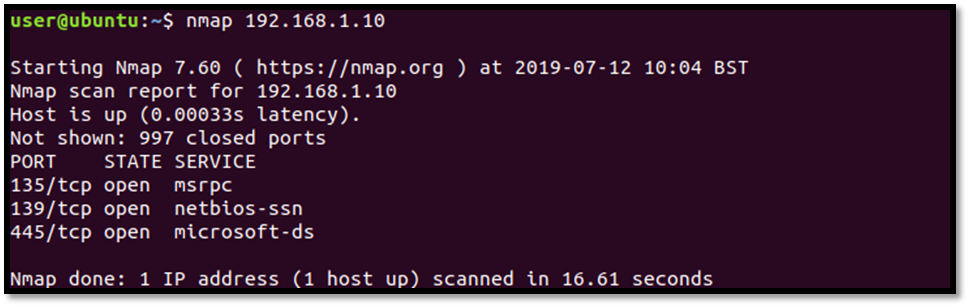 user@ubuntu:~$ nmap 192.168.1.10
Starting Nmap 7.60 ( https://nmap.org ) at 2019-07-12 10:04 BST
Nmap scan report for 192.168.1.10
Host is up (0.00033s latency).
Not shown: 997 closed ports
PORT    STATE SERVICE
135/tcp open  msrpc
139/tcp open  netbios-ssn
445/tcp open  microsoft-ds
Nmap done: 1 IP address (1 host up) scanned in 16.61 seconds